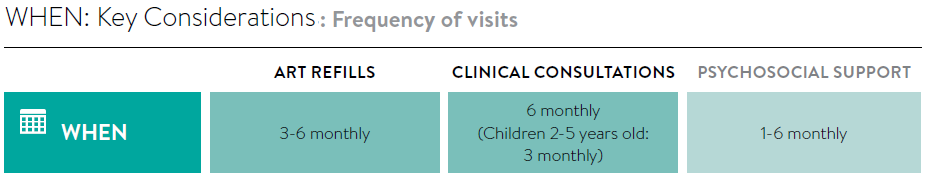 WHEN: Key Considerations : Frequency of visits
ART REFILLS
CLINICAL CONSULTATIONS
PSYCHOSOCIAL SUPPORT
WHEN
3-6 monthly
6 monthly
(Children 2-5 years old:
3 monthly)
1-6 monthly